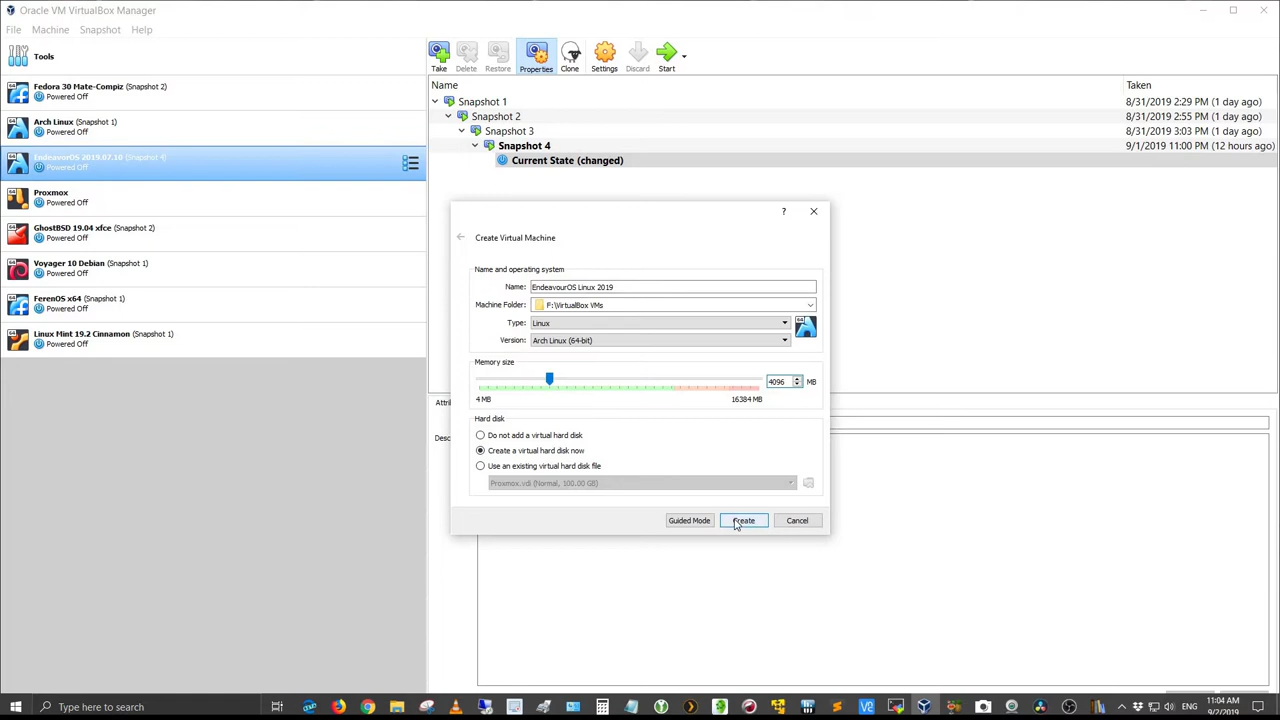 Oracle VM VirtualBox Manager
File Machine Snapshot Help
Tools
Take Delete Restore Properties Clone Settings Discard Start
Fedora 30 Mate-Compiz (Snapshot 2)
Powered Off
Arch Linux (Snapshot 1)
Powered Off
EndeavorOS 2019.07.10 (Snapshot 4)
Powered Off
Proxmox
Powered Off
GhostBSD 19.04 xfce (Snapshot 2)
Powered Off
Voyager 10 Debian (Snapshot 1)
Powered Off
FerenOS x64 (Snapshot 1)
Powered Off
Linux Mint 19.2 Cinnamon (Snapshot 1)
Powered Off
Name Taken
Snapshot 1 8/31/2019 2:29 PM (1 day ago)
Snapshot 2 8/31/2019 2:55 PM (1 day ago)
Snapshot 3 8/31/2019 3:03 PM (1 day ago)
Snapshot 4 9/1/2019 11:00 PM (12 hours ago)
Current State (changed)
?
Create Virtual Machine
Name and operating system
Name: EndeavourOS Linux 2019
Machine Folder: F:\VirtualBox VMs
Type: Linux
Version: Arch Linux (64-bit)
Memory size
4096 MB
4 MB 16384 MB
Hard disk
Do not add a virtual hard disk
Create a virtual hard disk now
Use an existing virtual hard disk file
Proxmox.vdi (Normal, 100.00 GB)
Guided Mode Create Cancel
Attri
Desc
Type here to search
ENG
11:04 AM
9/2/2019